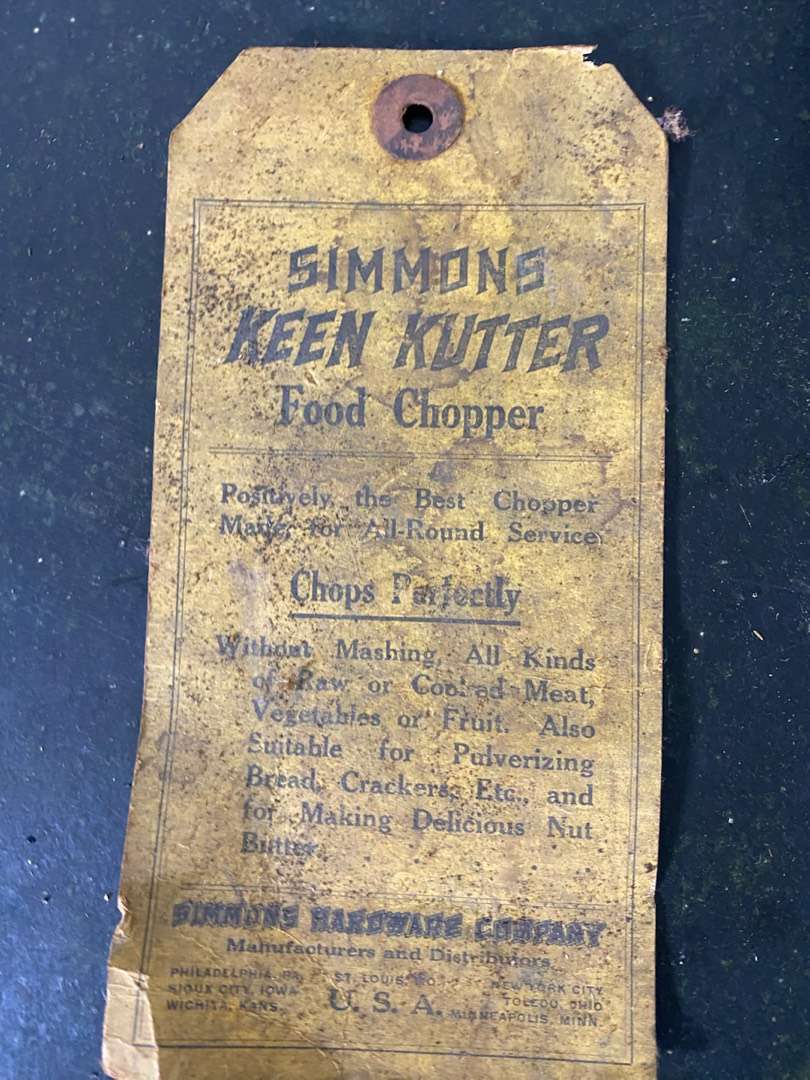 SIMMONS
KEEN KUTTER
Food Chopper
Positively the Best Chopper
Made, for All-Round Service,
Chops Perfectly
Without Mashing, All Kinds
of Raw or Cooked Meat,
Vegetables or Fruit. Also
Suitable for Pulverizing
Bread, Crackers, Etc., and
for Making Delicious Nut
Butter.
SIMMONS HARDWARE COMPANY
Manufacturers and Distributors
PHILADELPHIA, PA. ST. LOUIS, MO. NEW YORK CITY
SIOUX CITY, IOWA TOLEDO, OHIO
WICHITA, KANS. U. S. A. MINNEAPOLIS, MINN.